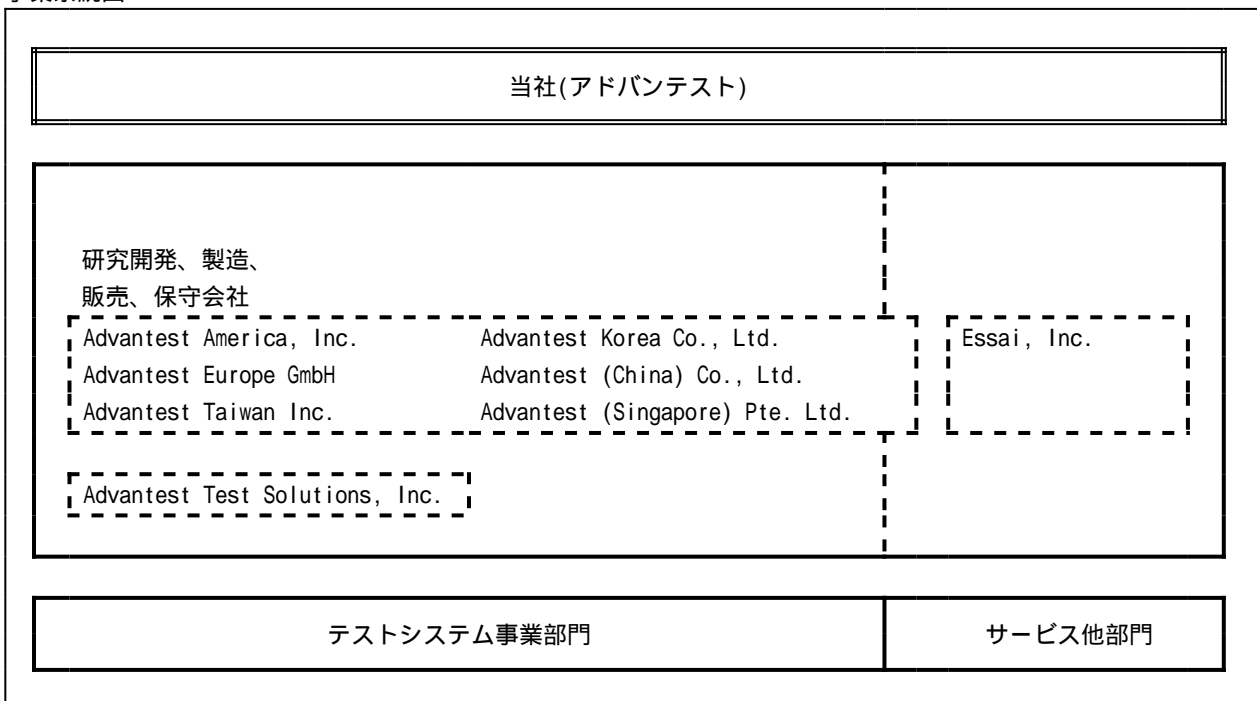 当社(アドバンテスト)
研究開発、製造、
販売、保守会社
Advantest America, Inc. Advantest Korea Co., Ltd. Essai, Inc.
Advantest Europe GmbH Advantest (China) Co., Ltd.
Advantest Taiwan Inc. Advantest (Singapore) Pte. Ltd.
Advantest Test Solutions, Inc.
テストシステム事業部門 サービス他部門